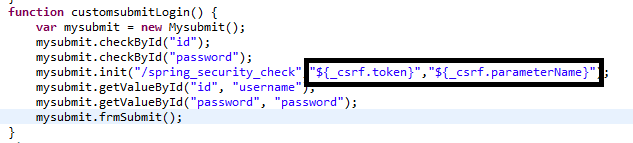 function customsubmitLogin() {
var mysubmit = new Mysubmit();
mysubmit.checkById("id");
mysubmit.checkById("password");
mysubmit.init("/spring_security_check" "${_csrf.token}","${_csrf.parameterName}");
mysubmit.getValueById("id", "username");
mysubmit.getValueById("password", "password");
mysubmit.frmSubmit();
}